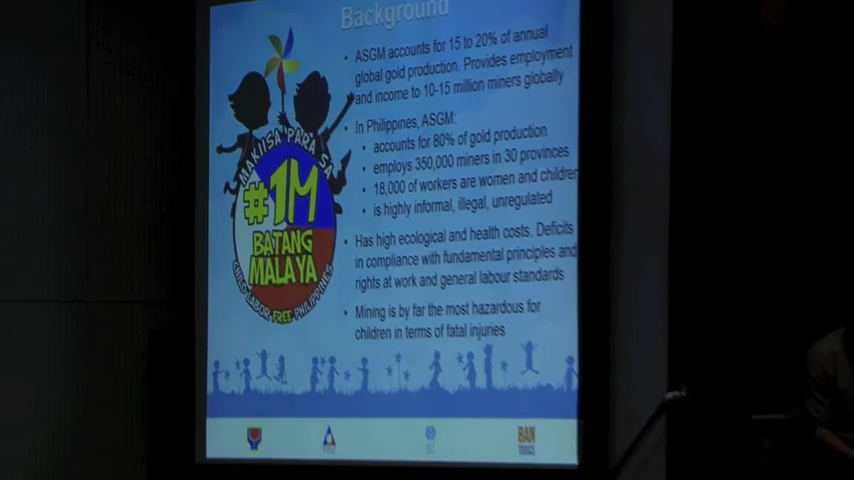 Background
• ASGM accounts for 15 to 20% of annual
global gold production. Provides employment
and income to 10-15 million miners globally
• In Philippines, ASGM:
• accounts for 80% of gold production
• employs 350,000 miners in 30 provinces
• 18,000 of workers are women and children
• is highly informal, illegal, unregulated
• Has high ecological and health costs. Deficits
in compliance with fundamental principles and
rights at work and general labour standards
• Mining is by far the most hazardous for
children in terms of fatal injuries
MAKIISA PARA SA
#1M
BATANG
MALAYA
CHILD LABOR FREE PHILIPPINES
BAN
TOXICS